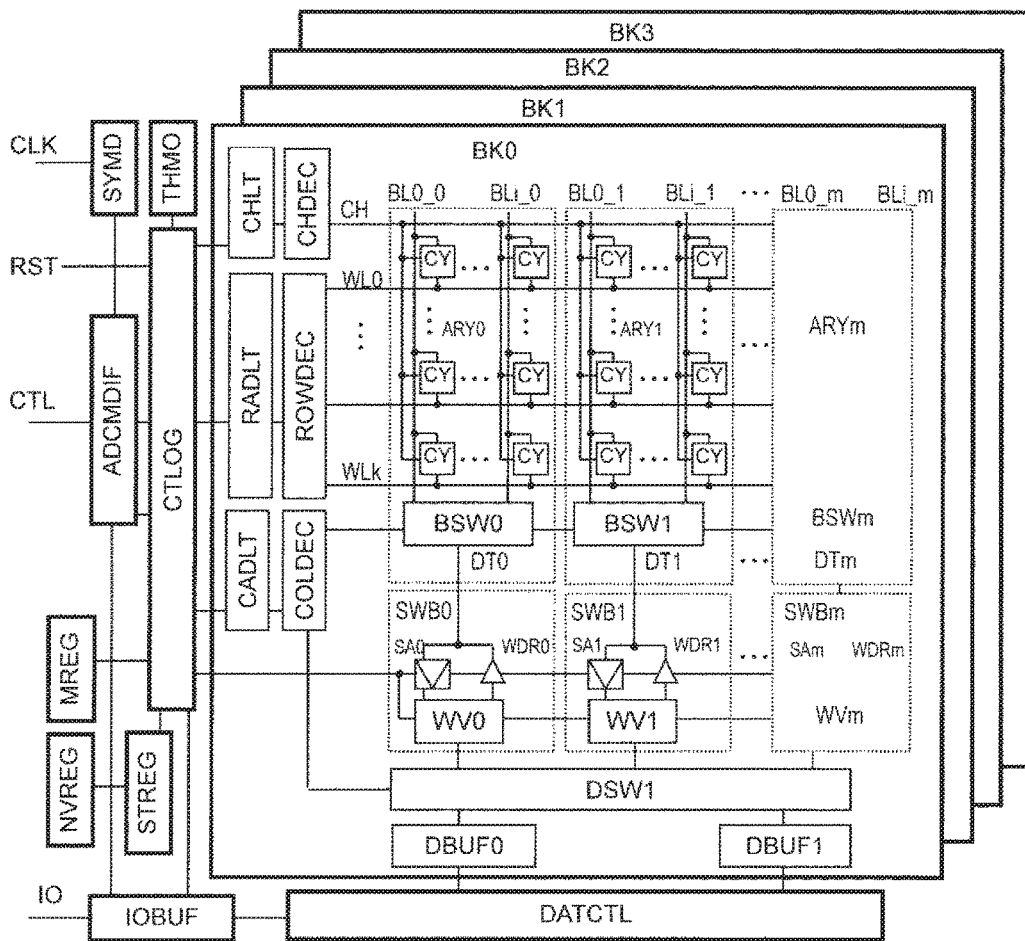 BK3
BK2
BK1
BK0
CLK
SYMD
THMO
CHLT
CHDEC
CH
BL0_0
BLi_0
BL0_1
BLi_1
...
BL0_m
BLi_m
RST
CY ... CY
CY ... CY
WL0
ARY0
ARY1
...
ARYm
CTL
ADCMDIF
CTLOG
RADLT
ROWDEC
CY ... CY
CY ... CY
...
CY ... CY
CY ... CY
WLk
BSW0
BSW1
BSWm
CADLT
COLDEC
DT0
DT1
...
DTm
SWB0
SWB1
SWBm
SA0
WDR0
SA1
WDR1
...
SAm
WDRm
MREG
WV0
WV1
WVm
NVREG
STREG
DSW1
DBUF0
DBUF1
IO
IOBUF
DATCTL